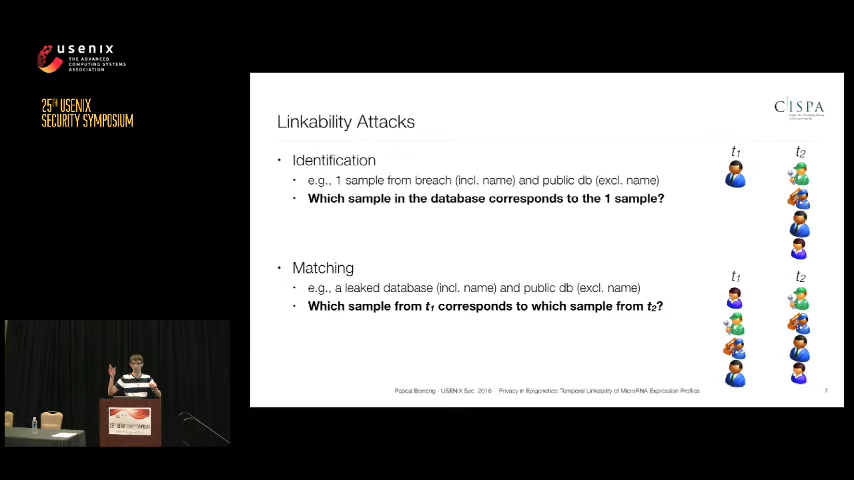 usenix
THE ADVANCED
COMPUTING SYSTEMS
ASSOCIATION
25TH USENIX
SECURITY SYMPOSIUM
CISPA
Linkability Attacks
t1 t2
• Identification
• e.g., 1 sample from breach (incl. name) and public db (excl. name)
• Which sample in the database corresponds to the 1 sample?
• Matching
t1 t2
• e.g., a leaked database (incl. name) and public db (excl. name)
• Which sample from t1 corresponds to which sample from t2?
USENIX Sec. 2016 Privacy in Epigenetics: Temporal Linkability of MicroRNA Expression Profiles
7